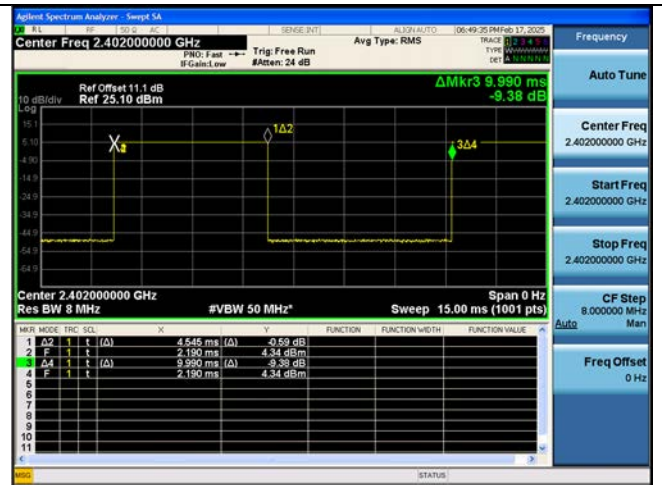 Agilent Spectrum Analyzer - Swept SA
RL RF 50 Ω AC SENSE:INT ALIGN AUTO 06:49:35 PM Feb 17, 2025
Center Freq 2.402000000 GHz
PNO: Fast
IFGain:Low
Trig: Free Run
#Atten: 24 dB
Avg Type: RMS
TRACE 1 2 3 4 5 6
TYPE
DET A N N N N N
Ref Offset 11.1 dB
10 dB/div Ref 25.10 dBm
Log
ΔMkr3 9.990 ms
-9.38 dB
15.1
5.10
-4.90
-14.9
-24.9
-34.9
-44.9
-54.9
-64.9
1Δ2
3Δ4
Center 2.402000000 GHz
Res BW 8 MHz
#VBW 50 MHz*
Span 0 Hz
Sweep 15.00 ms (1001 pts)
MKR MODE TRC SCL X Y FUNCTION FUNCTION WIDTH FUNCTION VALUE
1 Δ2 1 t (Δ) 4.545 ms (Δ) -0.59 dB
2 F 1 t 2.190 ms 4.34 dBm
3 Δ4 1 t (Δ) 9.990 ms (Δ) -9.38 dB
4 F 1 t 2.190 ms 4.34 dBm
5
6
7
8
9
10
11
MSG STATUS
Frequency
Auto Tune
Center Freq
2.402000000 GHz
Start Freq
2.402000000 GHz
Stop Freq
2.402000000 GHz
CF Step
8.000000 MHz
Auto Man
Freq Offset
0 Hz